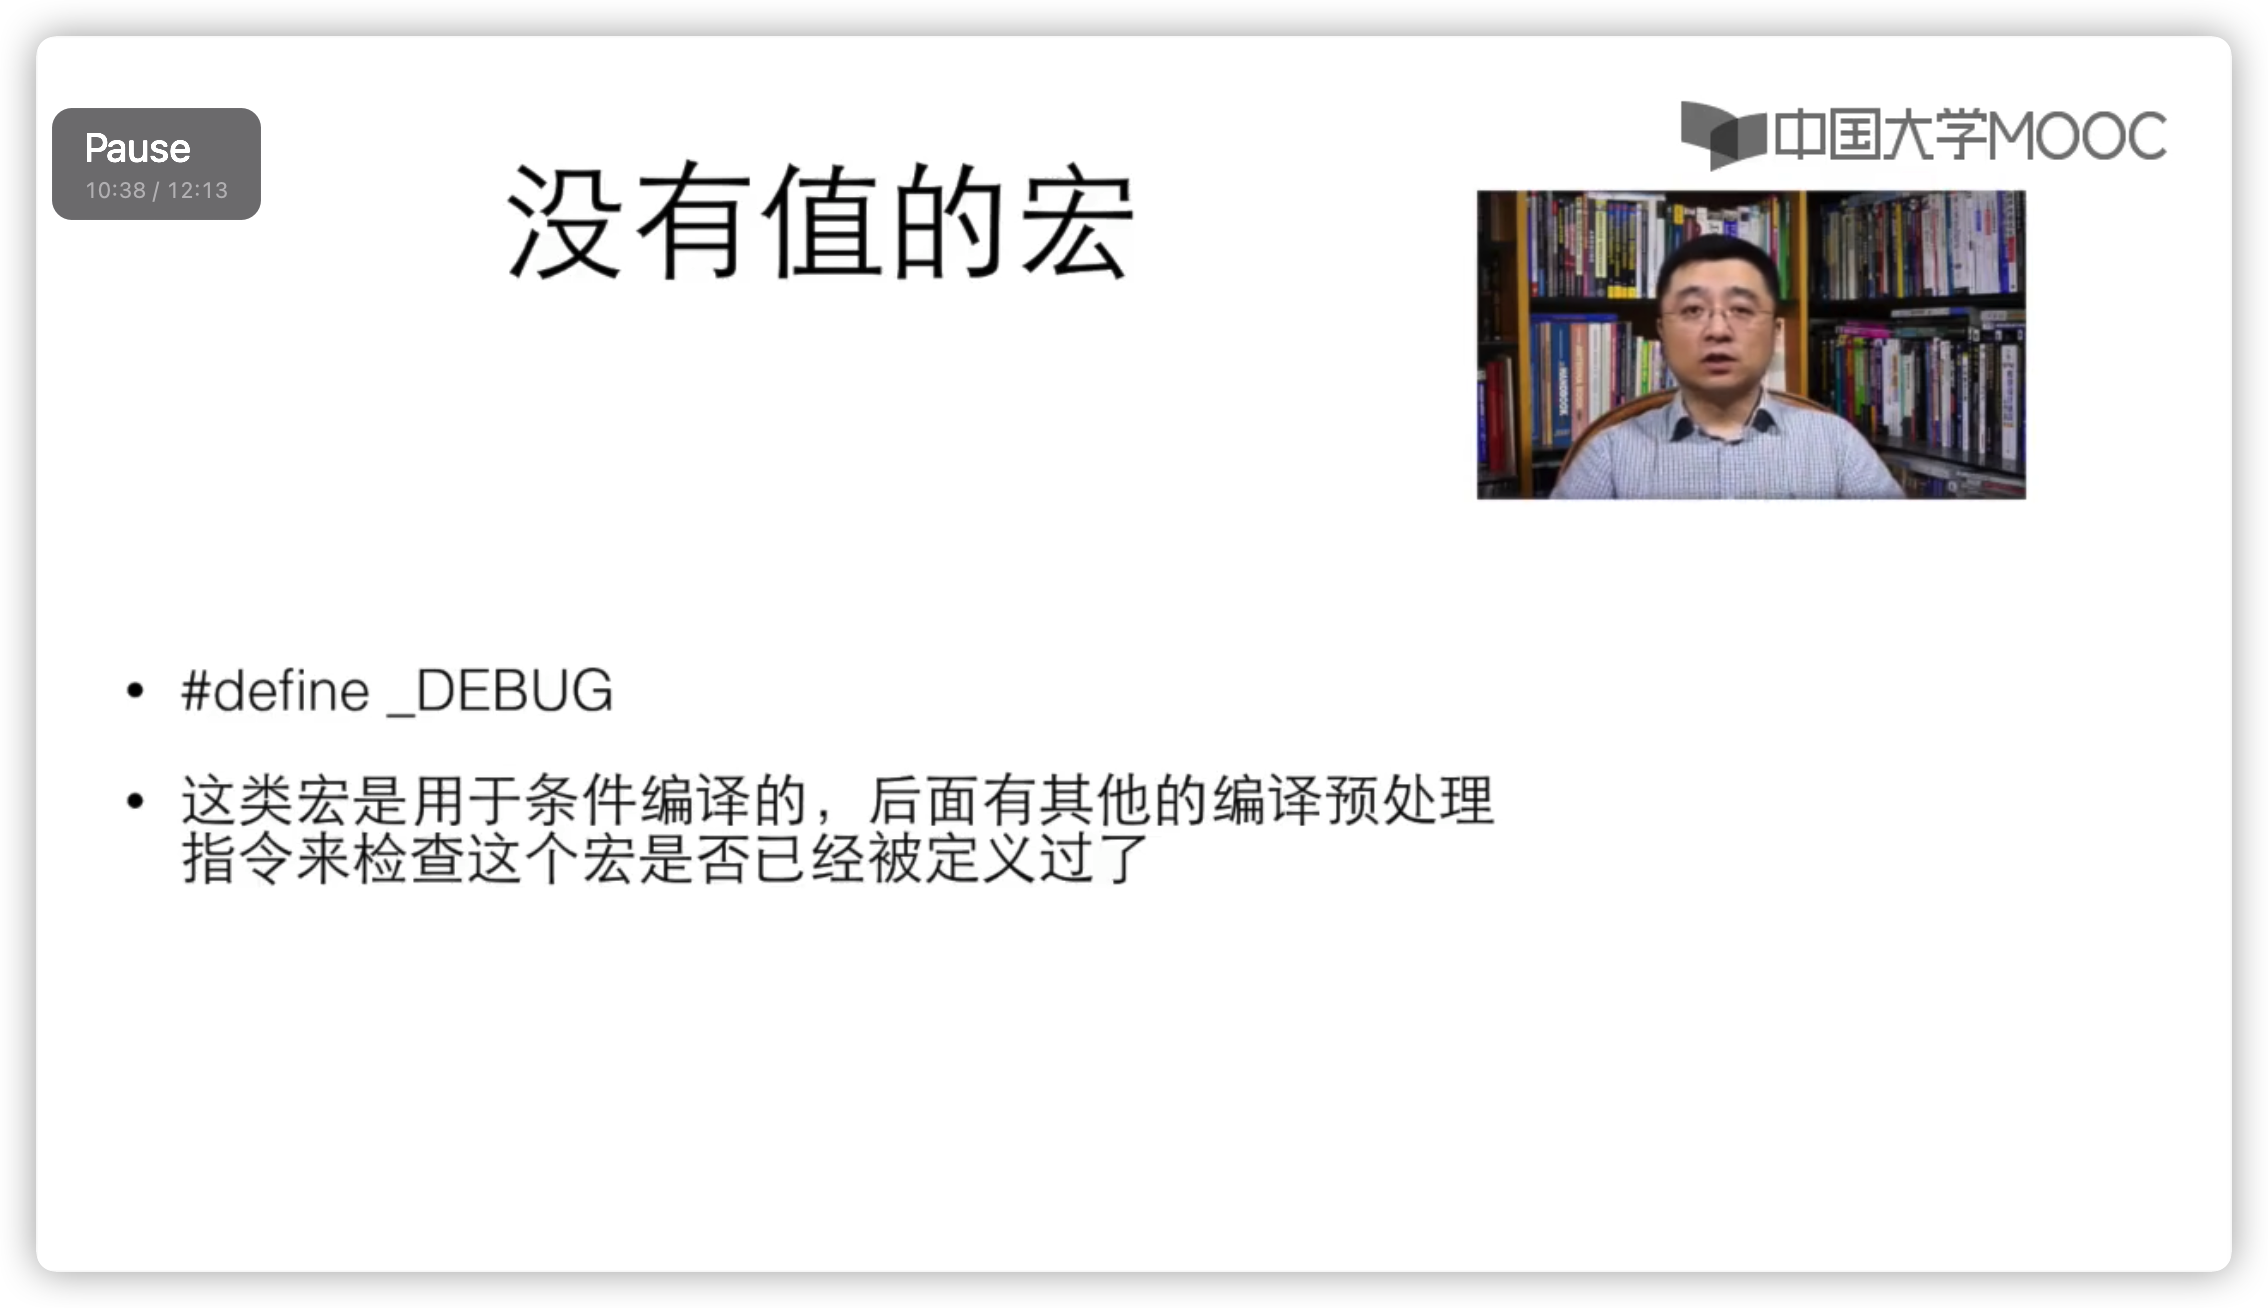 Pause
10:38 / 12:13
中国大学MOOC
没有值的宏
HANDBOOK
• #define _DEBUG
• 这类宏是用于条件编译的，后面有其他的编译预处理
指令来检查这个宏是否已经被定义过了